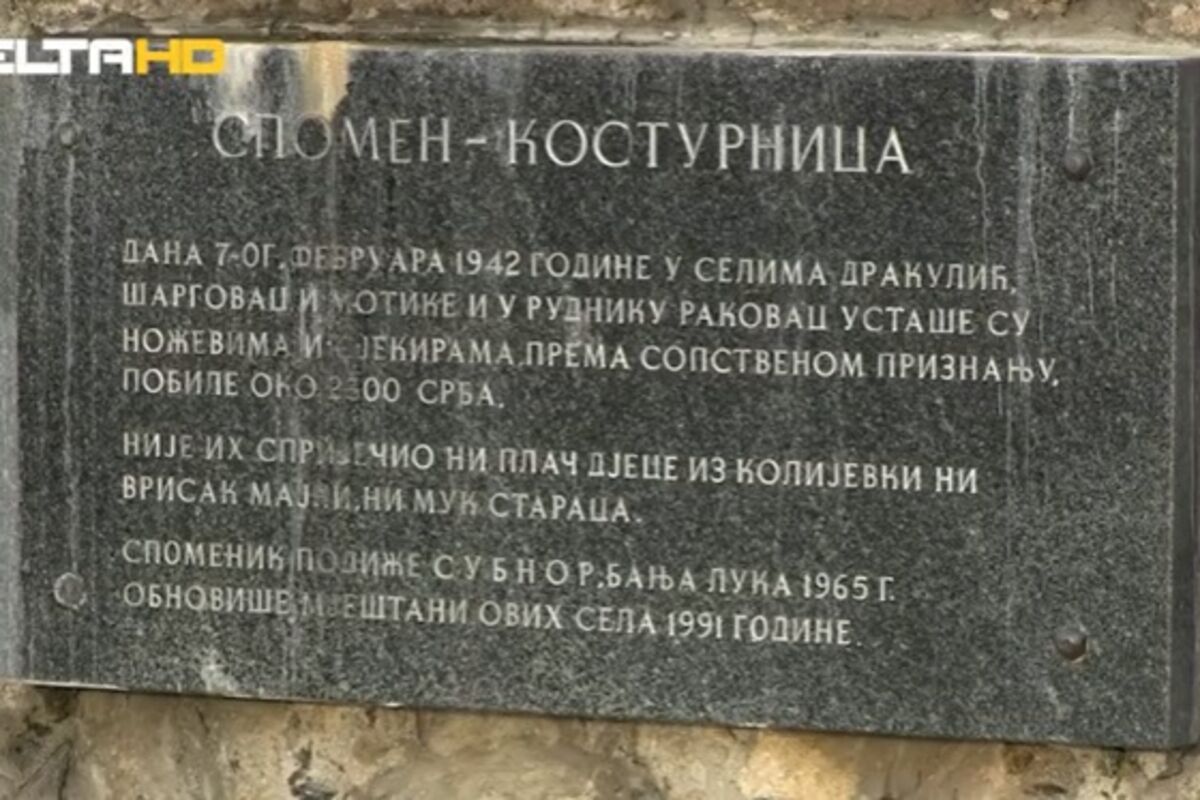 ELTA HD
СПОМЕН - КОСТУРНИЦА
ДАНА 7-ОГ. ФЕБРУАРА 1942 ГОДИНЕ У СЕЛИМА ДРАКУЛИЋ,
ШАРГОВАЦ И МОТИКЕ И У РУДНИКУ РАКОВАЦ УСТАШЕ СУ
НОЖЕВИМА И СЈЕКИРАМА, ПРЕМА СОПСТВЕНОМ ПРИЗНАЊУ,
ПОБИЛЕ ОКО 2300 СРБА.
НИЈЕ ИХ СПРИЈЕЧИО НИ ПЛАЧ ДЈЕЦЕ ИЗ КОЛИЈЕВКИ НИ
ВРИСАК МАЈКИ, НИ МУК СТАРАЦА.
СПОМЕНИК ПОДИЖЕ С У Б Н О Р, БАЊА ЛУКА 1965 Г.
ОБНОВИШЕ МЈЕШТАНИ ОВИХ СЕЛА 1991 ГОДИНЕ.